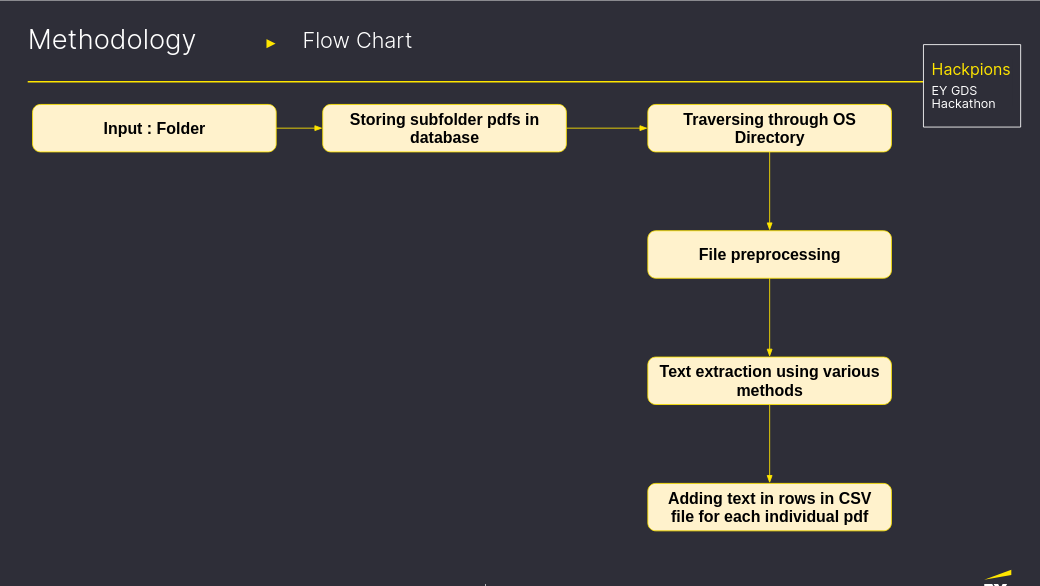 Methodology
Flow Chart
Hackpions
EY GDS
Hackathon
Input : Folder
Storing subfolder pdfs in
database
Traversing through OS
Directory
File preprocessing
Text extraction using various
methods
Adding text in rows in CSV
file for each individual pdf